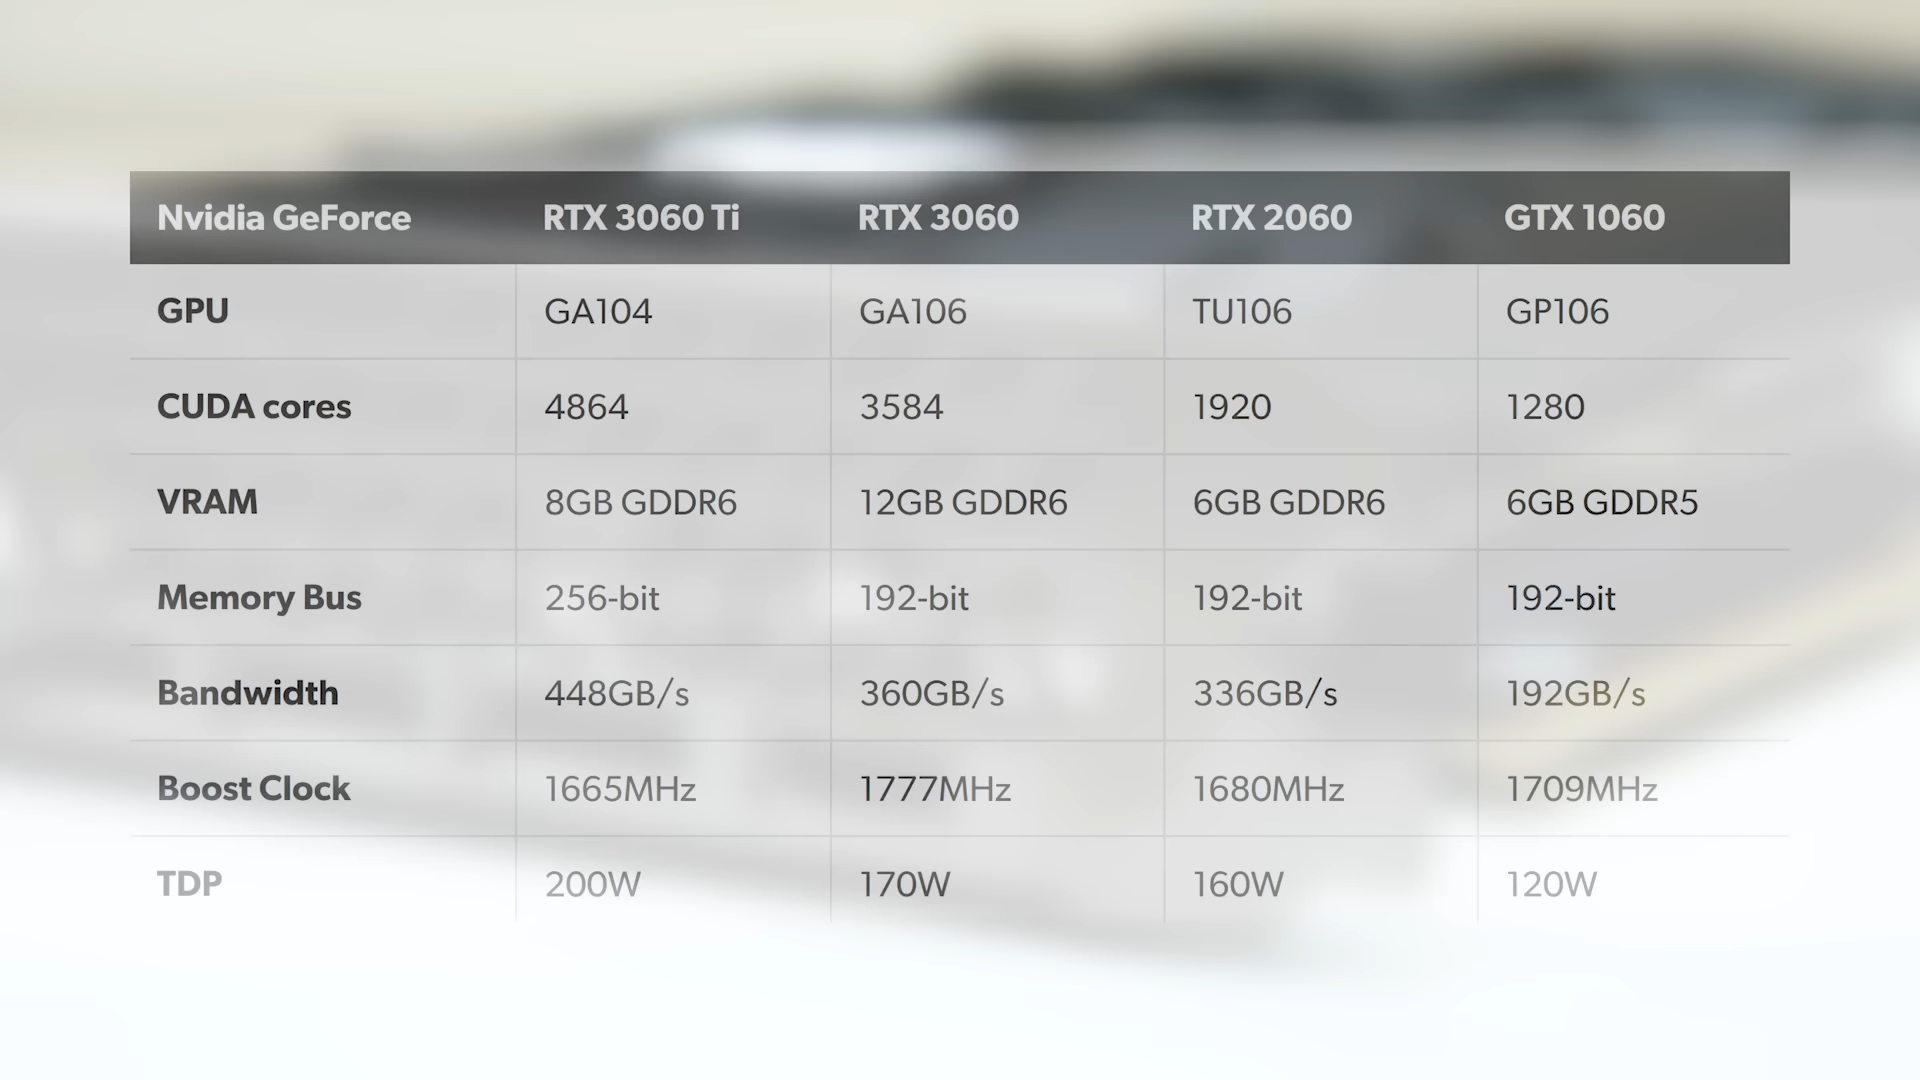 Nvidia GeForce RTX 3060 Ti RTX 3060 RTX 2060 GTX 1060
GPU GA104 GA106 TU106 GP106
CUDA cores 4864 3584 1920 1280
VRAM 8GB GDDR6 12GB GDDR6 6GB GDDR6 6GB GDDR5
Memory Bus 256-bit 192-bit 192-bit 192-bit
Bandwidth 448GB/s 360GB/s 336GB/s 192GB/s
Boost Clock 1665MHz 1777MHz 1680MHz 1709MHz
TDP 200W 170W 160W 120W